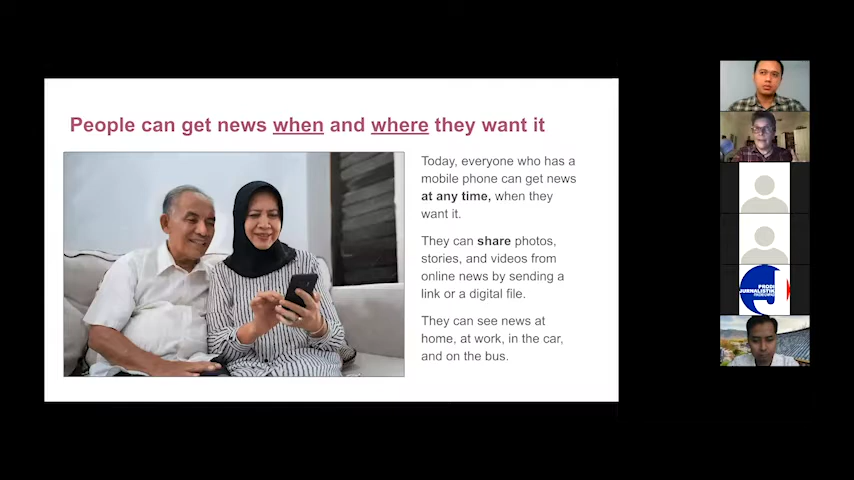 People can get news when and where they want it
Today, everyone who has a
mobile phone can get news
at any time, when they
want it.
They can share photos,
stories, and videos from
online news by sending a
link or a digital file.
They can see news at
home, at work, in the car,
and on the bus.
PRODI
JURNALISTIK